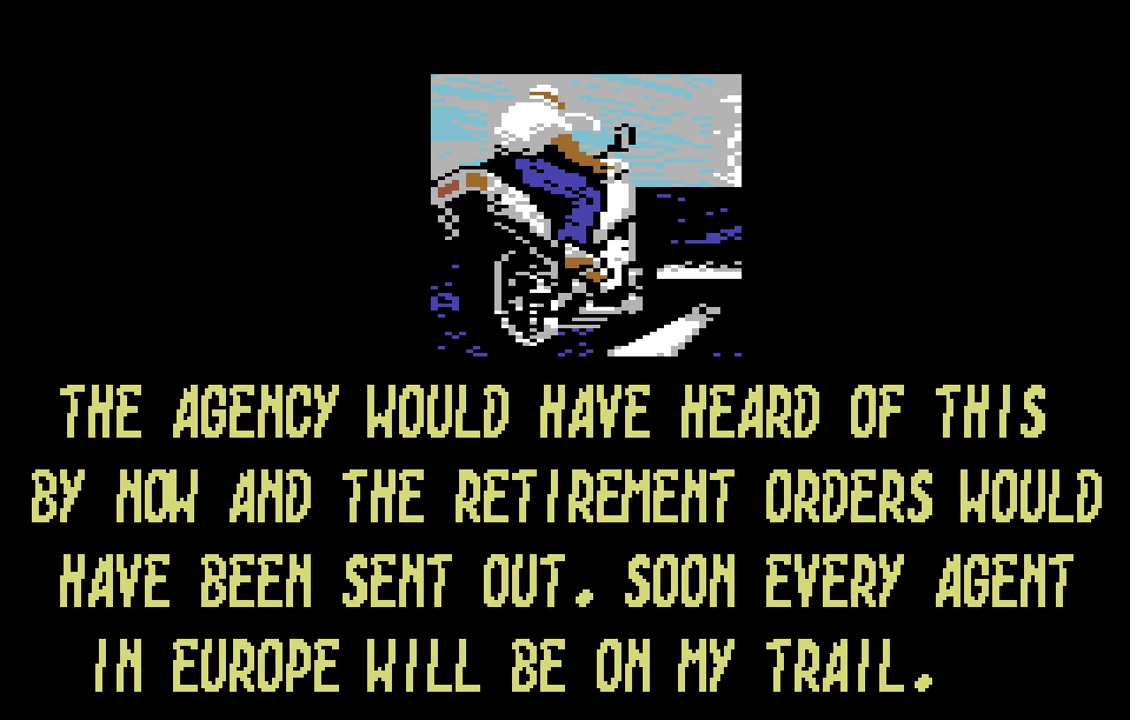 THE AGENCY WOULD HAVE HEARD OF THIS
BY NOW AND THE RETIREMENT ORDERS WOULD
HAVE BEEN SENT OUT. SOON EVERY AGENT
IN EUROPE WILL BE ON MY TRAIL.